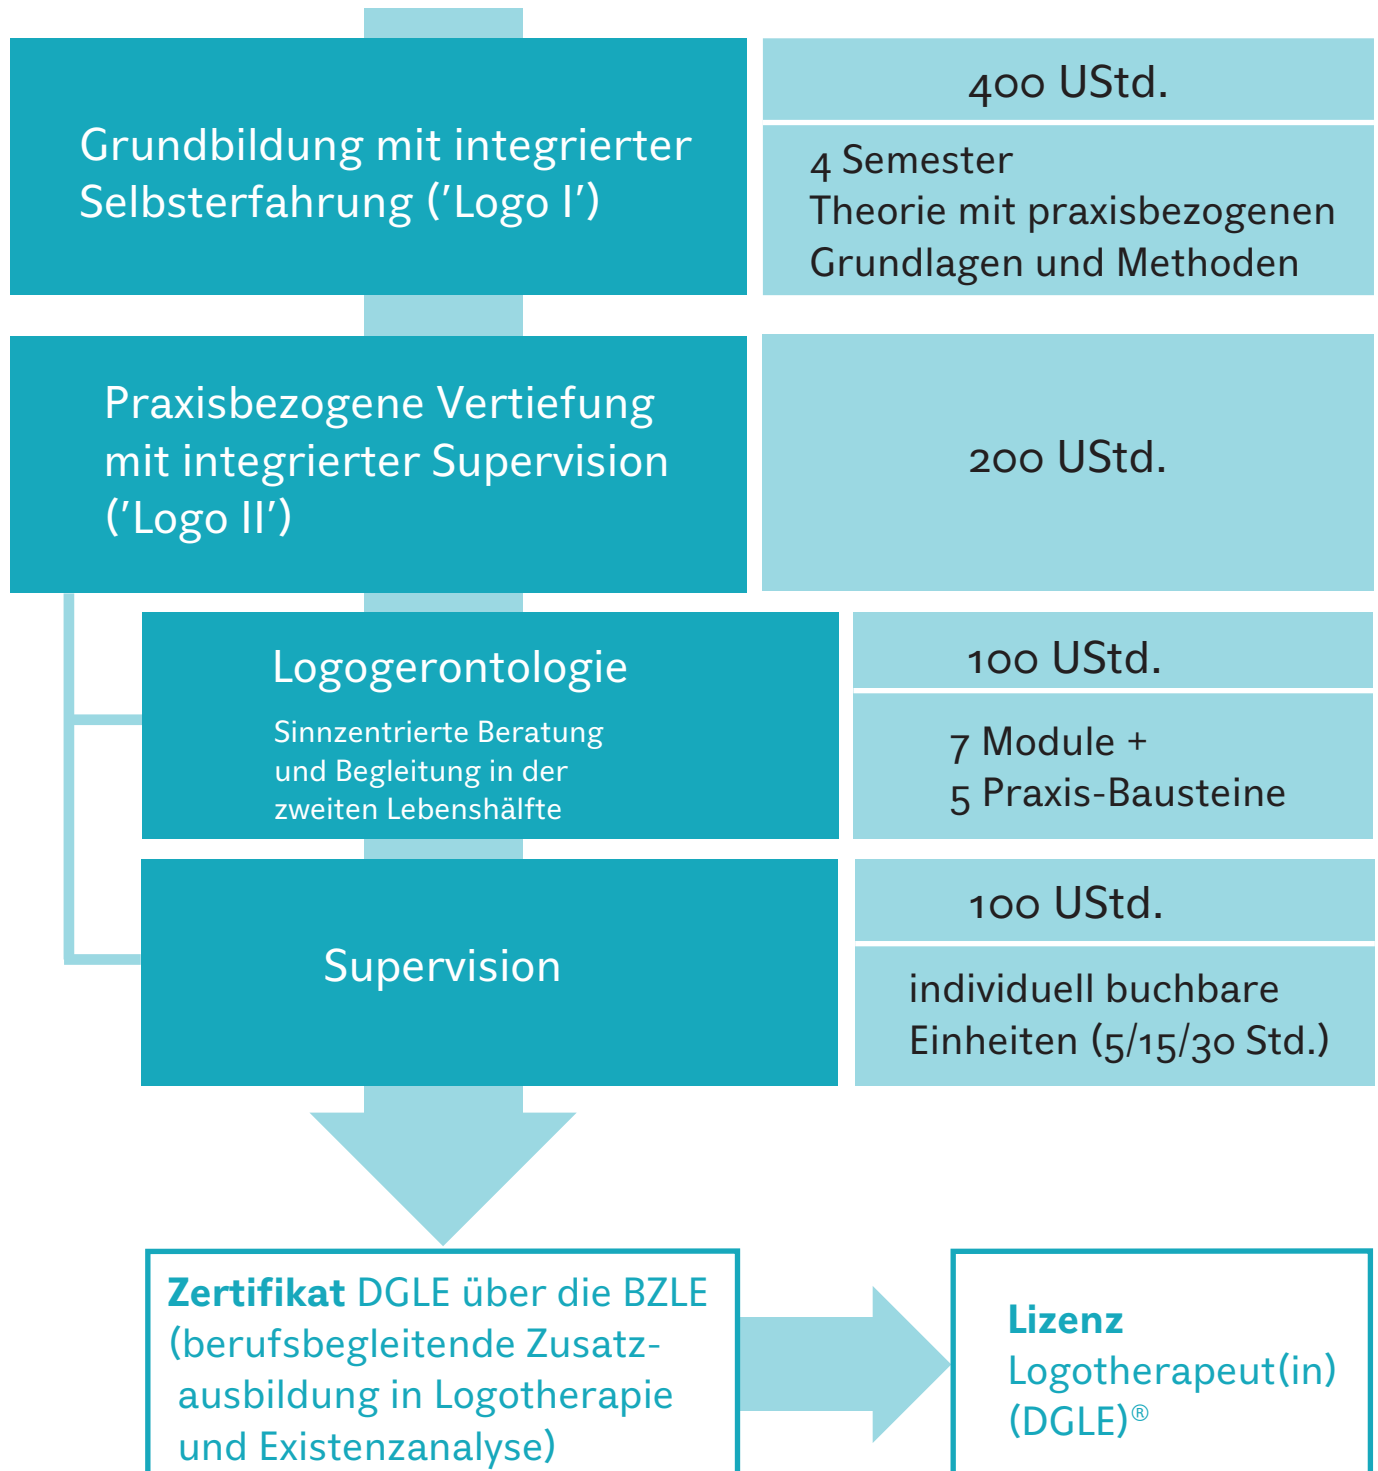 Grundbildung mit integrierter
Selbsterfahrung ('Logo I')
400 UStd.
4 Semester
Theorie mit praxisbezogenen
Grundlagen und Methoden
Praxisbezogene Vertiefung
mit integrierter Supervision
('Logo II')
200 UStd.
Logogerontologie
Sinnzentrierte Beratung
und Begleitung in der
zweiten Lebenshälfte
100 UStd.
7 Module +
5 Praxis-Bausteine
Supervision
100 UStd.
individuell buchbare
Einheiten (5/15/30 Std.)
Zertifikat DGLE über die BZLE
(berufsbegleitende Zusatz-
ausbildung in Logotherapie
und Existenzanalyse)
Lizenz
Logotherapeut(in)
(DGLE)®